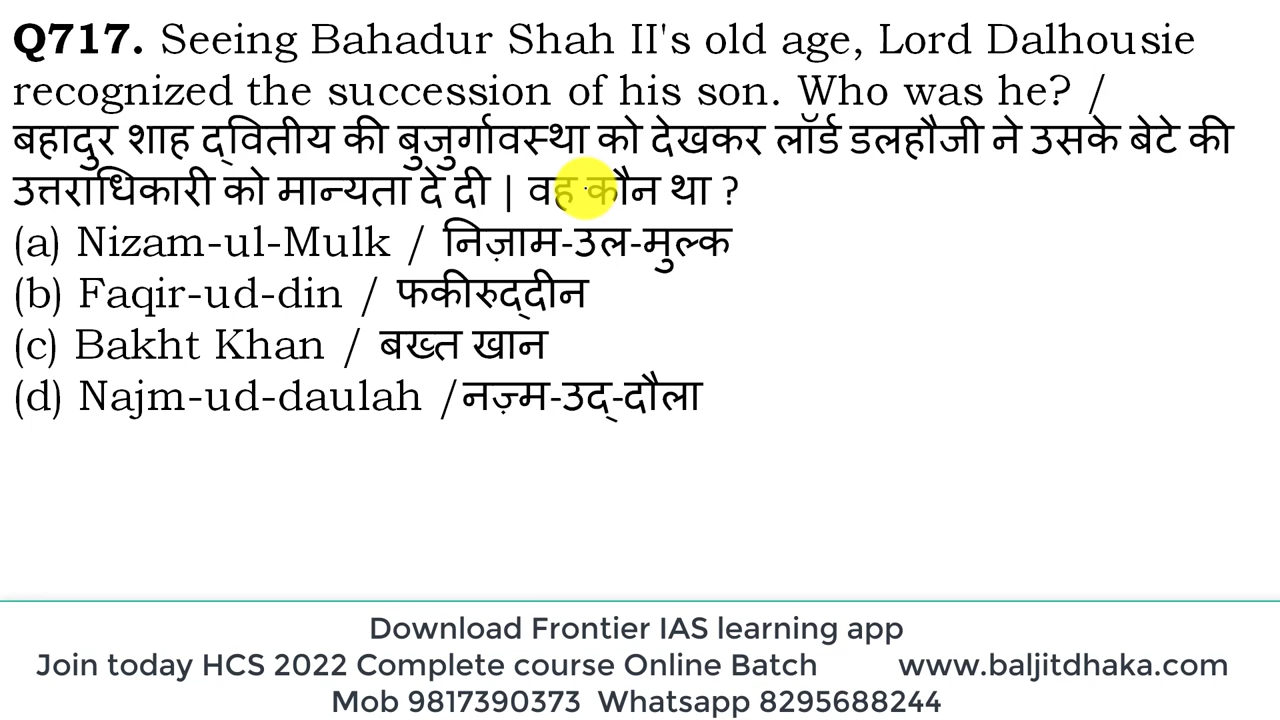 Q717. Seeing Bahadur Shah II's old age, Lord Dalhousie
recognized the succession of his son. Who was he? /
बहादुर शाह द्वितीय की बुजुर्गावस्था को देखकर लॉर्ड डलहौजी ने उसके बेटे की
उत्तराधिकारी को मान्यता दे दी | वह कौन था ?
(a) Nizam-ul-Mulk / निज़ाम-उल-मुल्क
(b) Faqir-ud-din / फकीरुद्दीन
(c) Bakht Khan / बख्त खान
(d) Najm-ud-daulah /नज़्म-उद्-दौला
Download Frontier IAS learning app
Join today HCS 2022 Complete course Online Batch www.baljitdhaka.com
Mob 9817390373 Whatsapp 8295688244